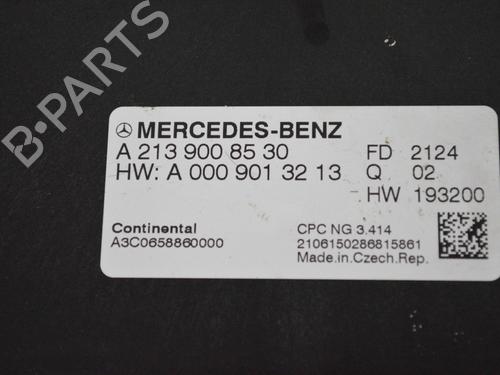 B-PARTS
MERCEDES-BENZ
A 213 900 85 30 FD 2124
HW: A 000 901 32 13 Q 02
HW 193200
Continental CPC NG 3.414
A3C0658860000 2106150286815861
Made.in.Czech.Rep.